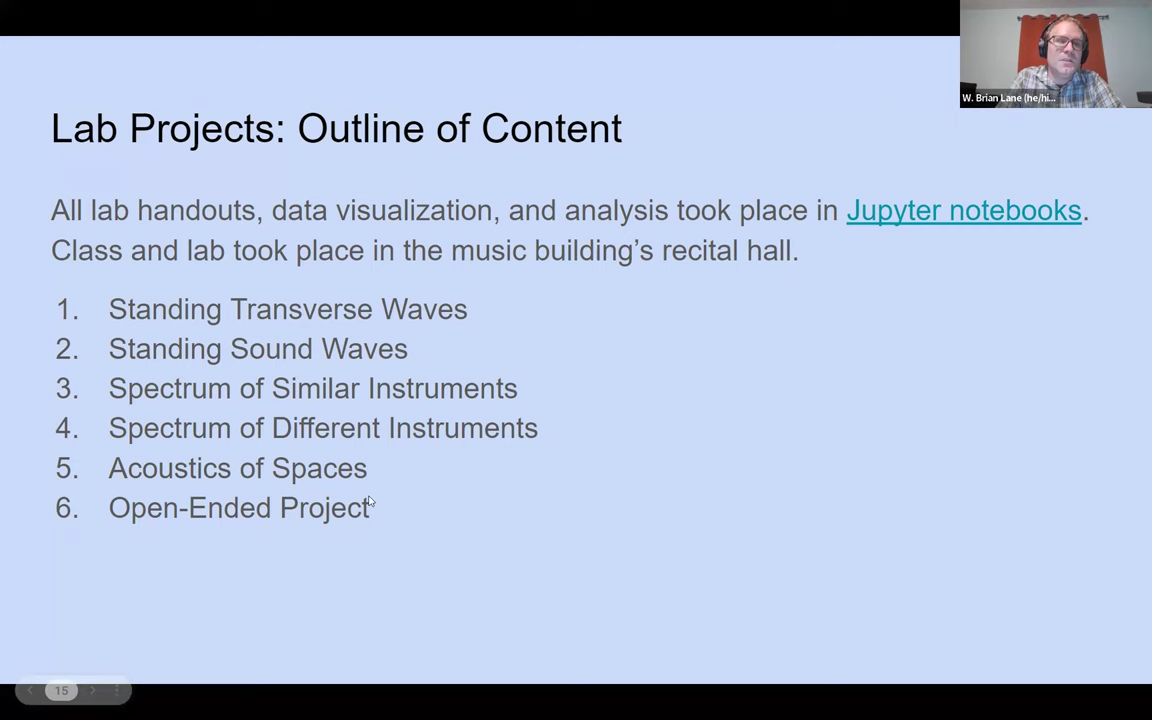 W. Brian Lane (he/hi...
Lab Projects: Outline of Content
All lab handouts, data visualization, and analysis took place in Jupyter notebooks.
Class and lab took place in the music building’s recital hall.
1. Standing Transverse Waves
2. Standing Sound Waves
3. Spectrum of Similar Instruments
4. Spectrum of Different Instruments
5. Acoustics of Spaces
6. Open-Ended Project
15